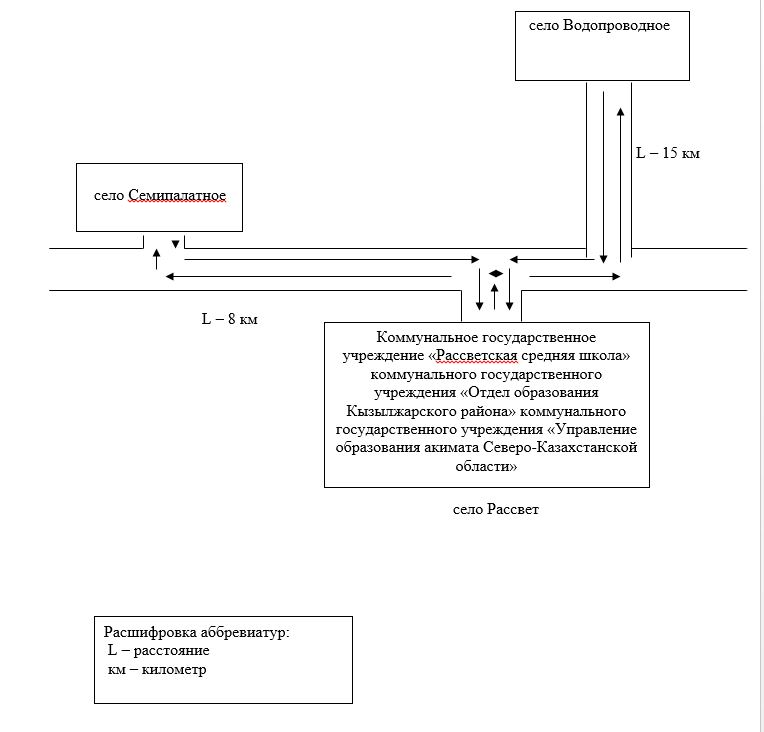 село Водопроводное
L – 15 км
село Семипалатное
L – 8 км
Коммунальное государственное
учреждение «Рассветская средняя школа»
коммунального государственного
учреждения «Отдел образования
Кызылжарского района» коммунального
государственного учреждения «Управление
образования акимата Северо-Казахстанской
области»
село Рассвет
Расшифровка аббревиатур:
L – расстояние
км – километр